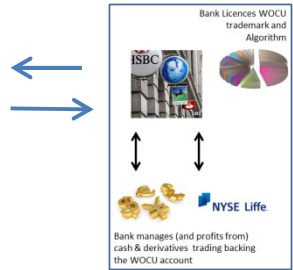 Bank Licences WOCU
trademark and
Algorithm
HSBC
NYSE Liffe.
Bank manages (and profits from)
cash & derivatives trading backing
the WOCU account